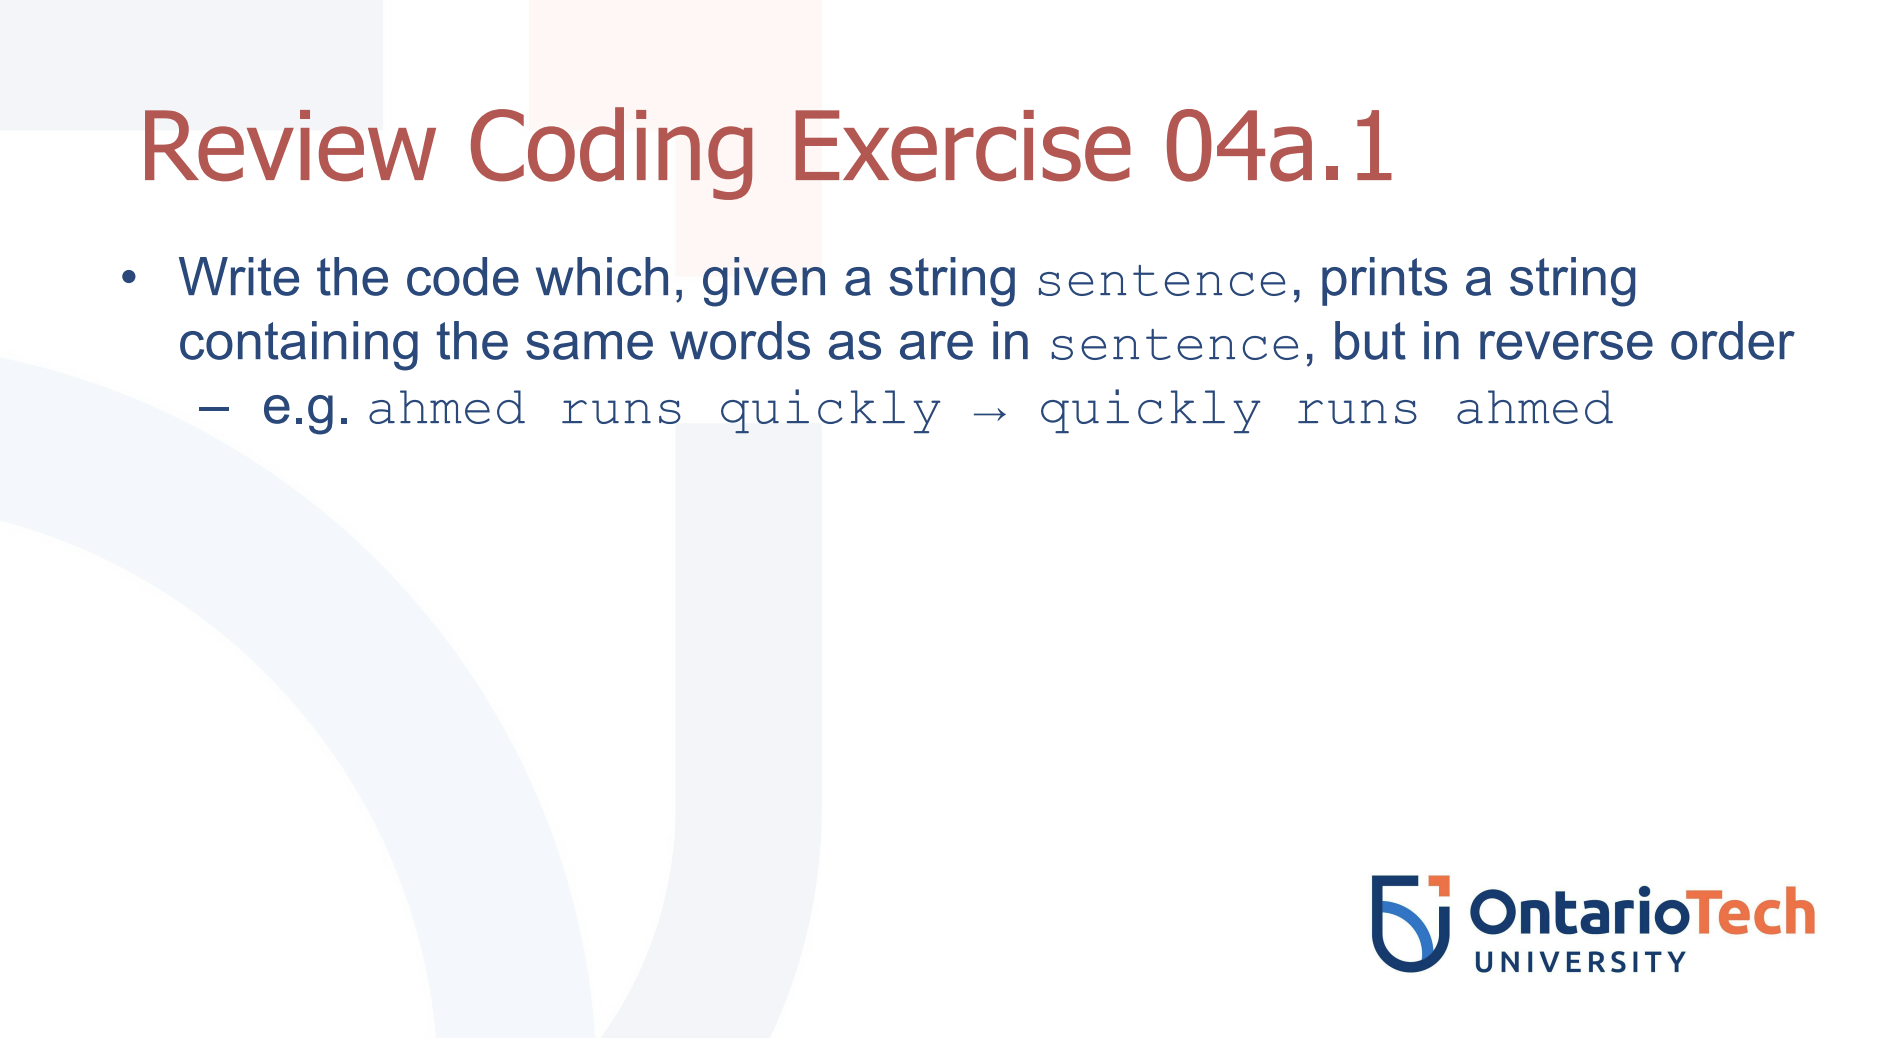 Review Coding Exercise 04a.1
• Write the code which, given a string sentence, prints a string
containing the same words as are in sentence, but in reverse order
– e.g. ahmed runs quickly → quickly runs ahmed
OntarioTech
UNIVERSITY